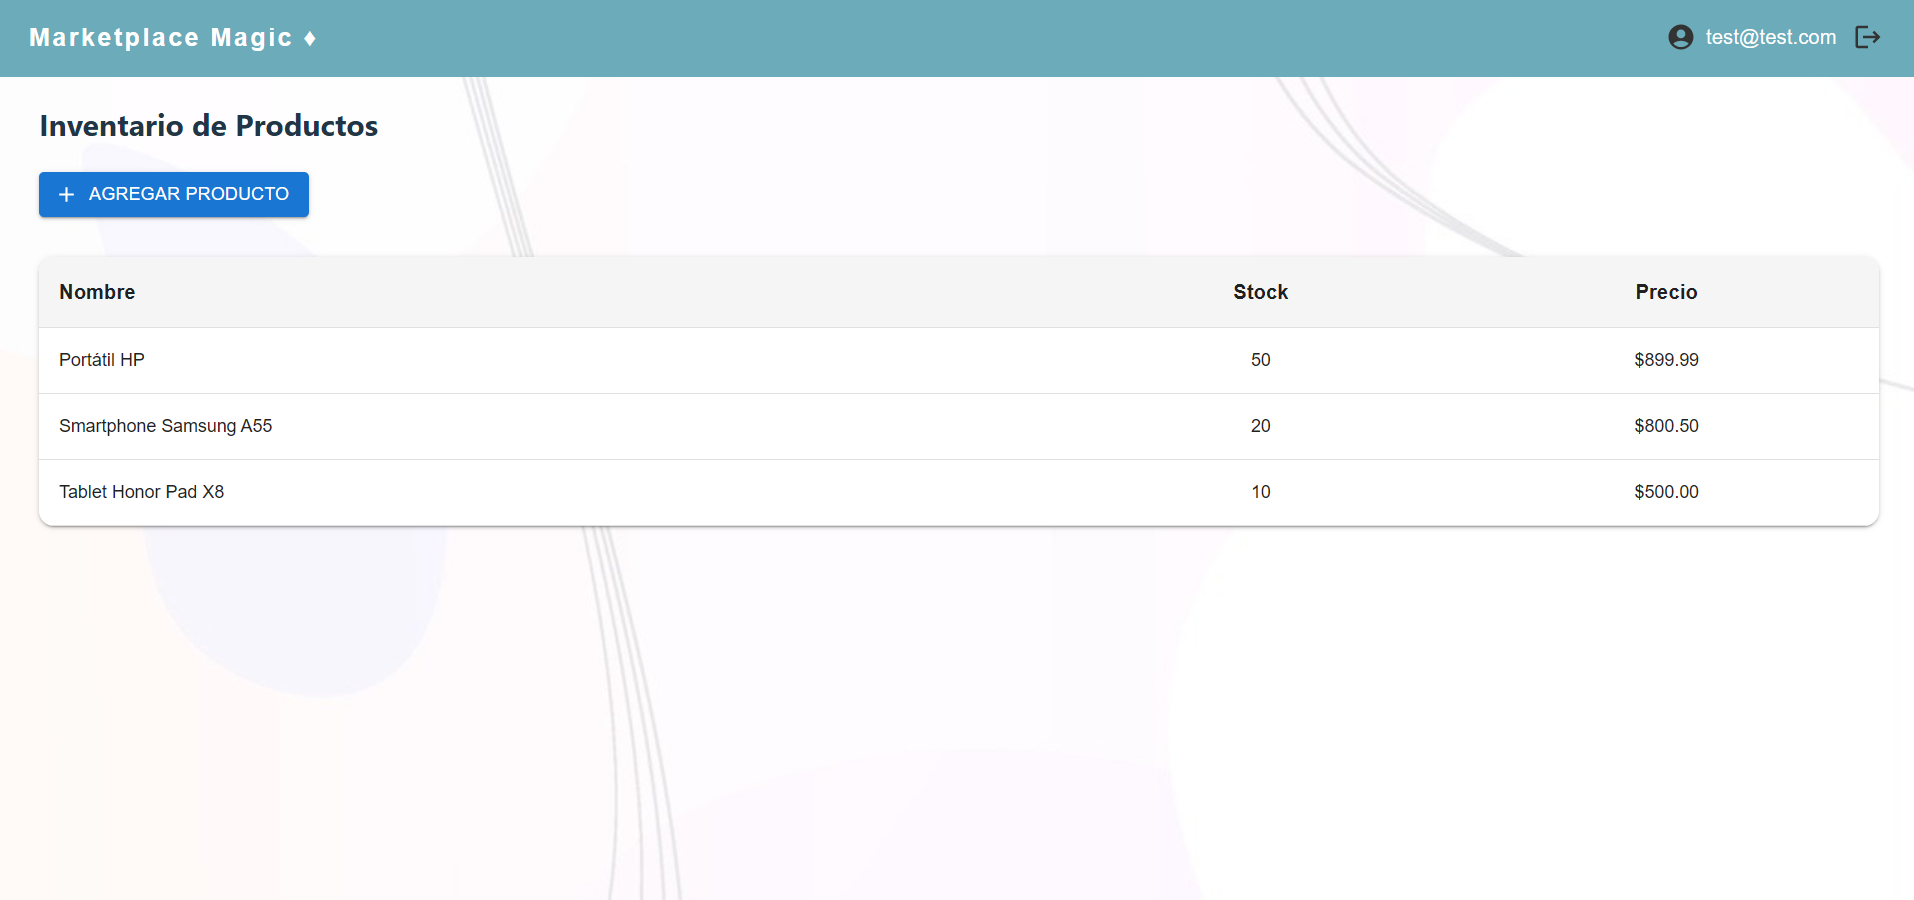 Marketplace Magic ♦
test@test.com
Inventario de Productos
+ AGREGAR PRODUCTO
Nombre Stock Precio
Portátil HP 50 $899.99
Smartphone Samsung A55 20 $800.50
Tablet Honor Pad X8 10 $500.00